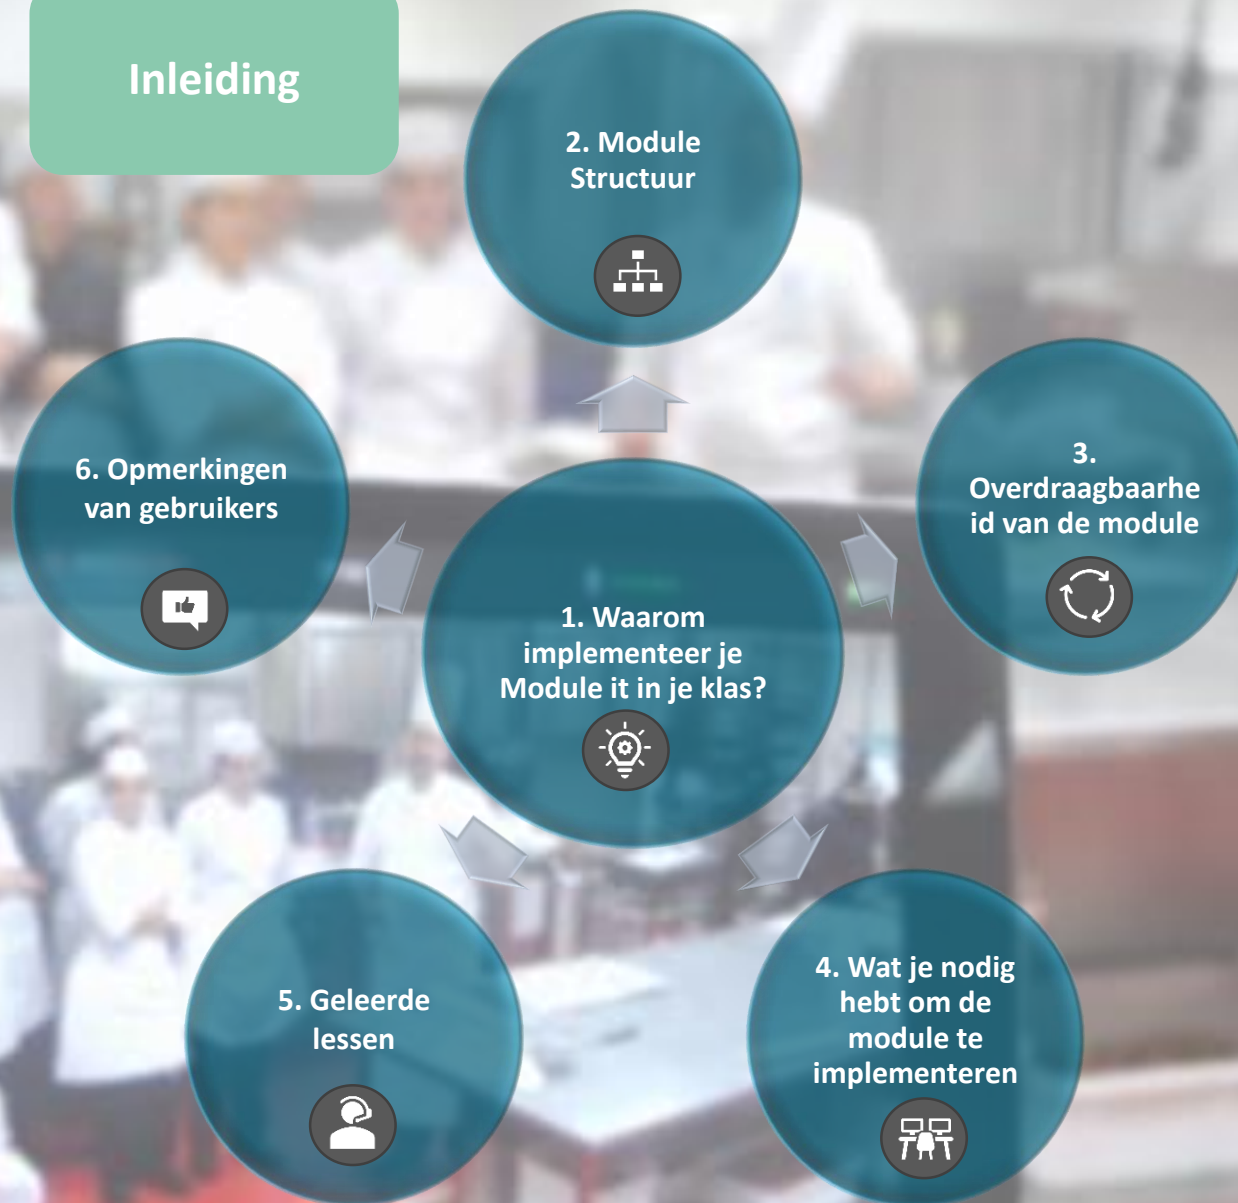 Inleiding
2. Module
Structuur
3.
Overdraagbaarhe
id van de module
6. Opmerkingen
van gebruikers
1. Waarom
implementeer je
Module it in je klas?
4. Wat je nodig
hebt om de
module te
implementeren
5. Geleerde
lessen